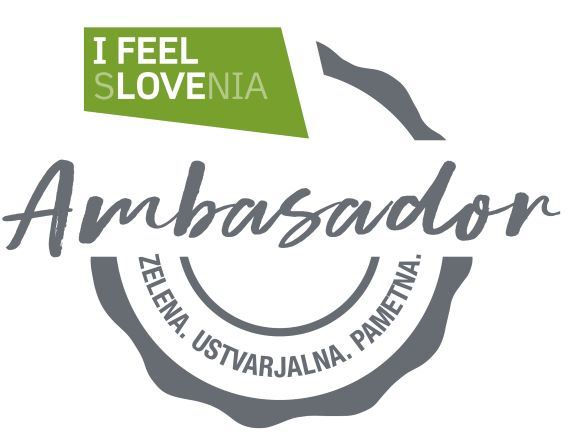 I FEEL
SLOVENIA
Ambasador
ZELENA. USTVARJALNA. PAMETNA.